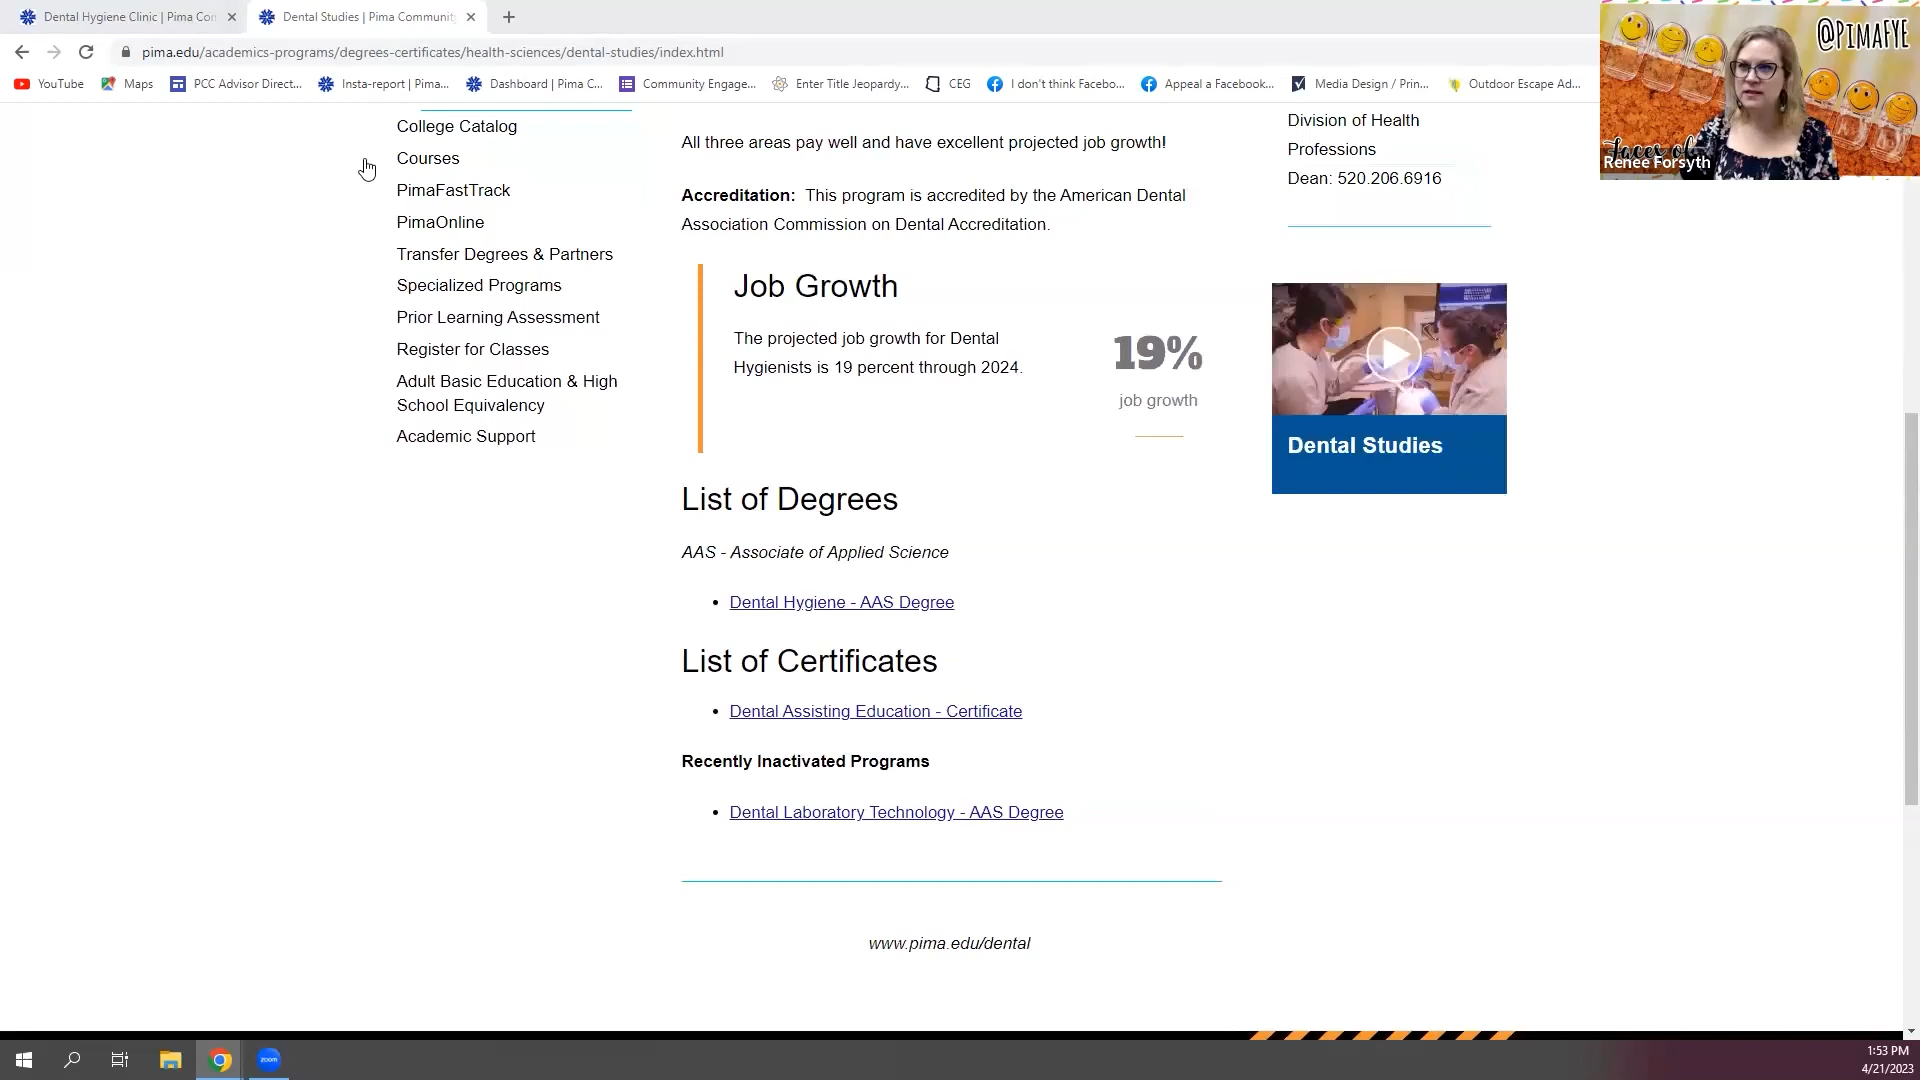 Dental Hygiene Clinic | Pima Con
Dental Studies | Pima Community
pima.edu/academics-programs/degrees-certificates/health-sciences/dental-studies/index.html
YouTube
Maps
PCC Advisor Direct...
Insta-report | Pima...
Dashboard | Pima C...
Community Engage...
Enter Title Jeopardy...
CEG
I don't think Facebo...
Appeal a Facebook...
Media Design / Prin...
Outdoor Escape Ad...
@PIMAFYE
Faces of
Renee Forsyth
College Catalog
Courses
PimaFastTrack
PimaOnline
Transfer Degrees & Partners
Specialized Programs
Prior Learning Assessment
Register for Classes
Adult Basic Education & High
School Equivalency
Academic Support
All three areas pay well and have excellent projected job growth!
Accreditation: This program is accredited by the American Dental
Association Commission on Dental Accreditation.
Job Growth
The projected job growth for Dental
Hygienists is 19 percent through 2024.
19%
job growth
List of Degrees
AAS - Associate of Applied Science
• Dental Hygiene - AAS Degree
List of Certificates
• Dental Assisting Education - Certificate
Recently Inactivated Programs
• Dental Laboratory Technology - AAS Degree
www.pima.edu/dental
Division of Health
Professions
Dean: 520.206.6916
Dental Studies
zoom
1:53 PM
4/21/2023